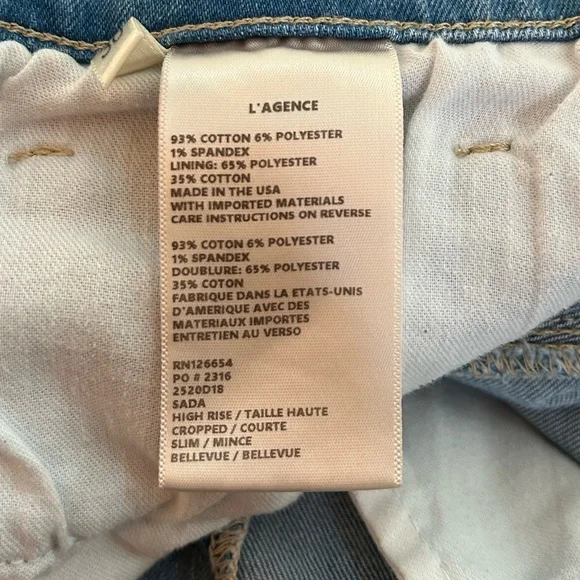 L'AGENCE
93% COTTON 6% POLYESTER
1% SPANDEX
LINING: 65% POLYESTER
35% COTTON
MADE IN THE USA
WITH IMPORTED MATERIALS
CARE INSTRUCTIONS ON REVERSE
93% COTON 6% POLYESTER
1% SPANDEX
DOUBLURE: 65% POLYESTER
35% COTON
FABRIQUE DANS LA ETATS-UNIS
D'AMERIQUE AVEC DES
MATERIAUX IMPORTES
ENTRETIEN AU VERSO
RN126654
PO # 2316
2520D18
SADA
HIGH RISE / TAILLE HAUTE
CROPPED / COURTE
SLIM / MINCE
BELLEVUE / BELLEVUE